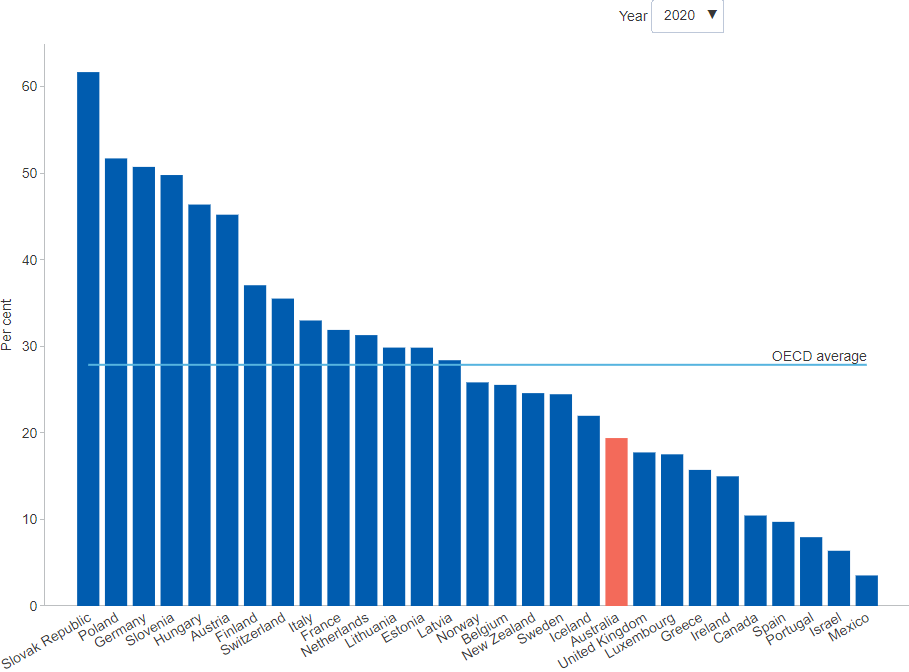 Year 2020 ▼
60
50
40
30
20
10
0
Per cent
OECD average
Slovak Republic
Poland
Germany
Slovenia
Hungary
Austria
Finland
Switzerland
Italy
France
Netherlands
Lithuania
Estonia
Latvia
Norway
Belgium
New Zealand
Sweden
Iceland
Australia
United Kingdom
Luxembourg
Greece
Ireland
Canada
Spain
Portugal
Israel
Mexico